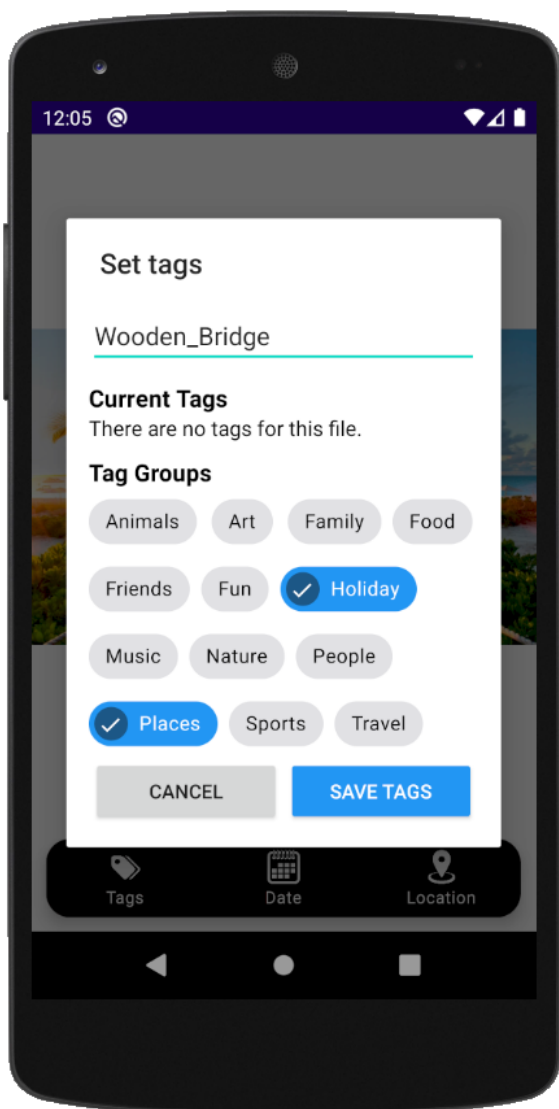 12:05
Set tags
Wooden_Bridge
Current Tags
There are no tags for this file.
Tag Groups
Animals Art Family Food
Friends Fun Holiday
Music Nature People
Places Sports Travel
CANCEL SAVE TAGS
Tags Date Location